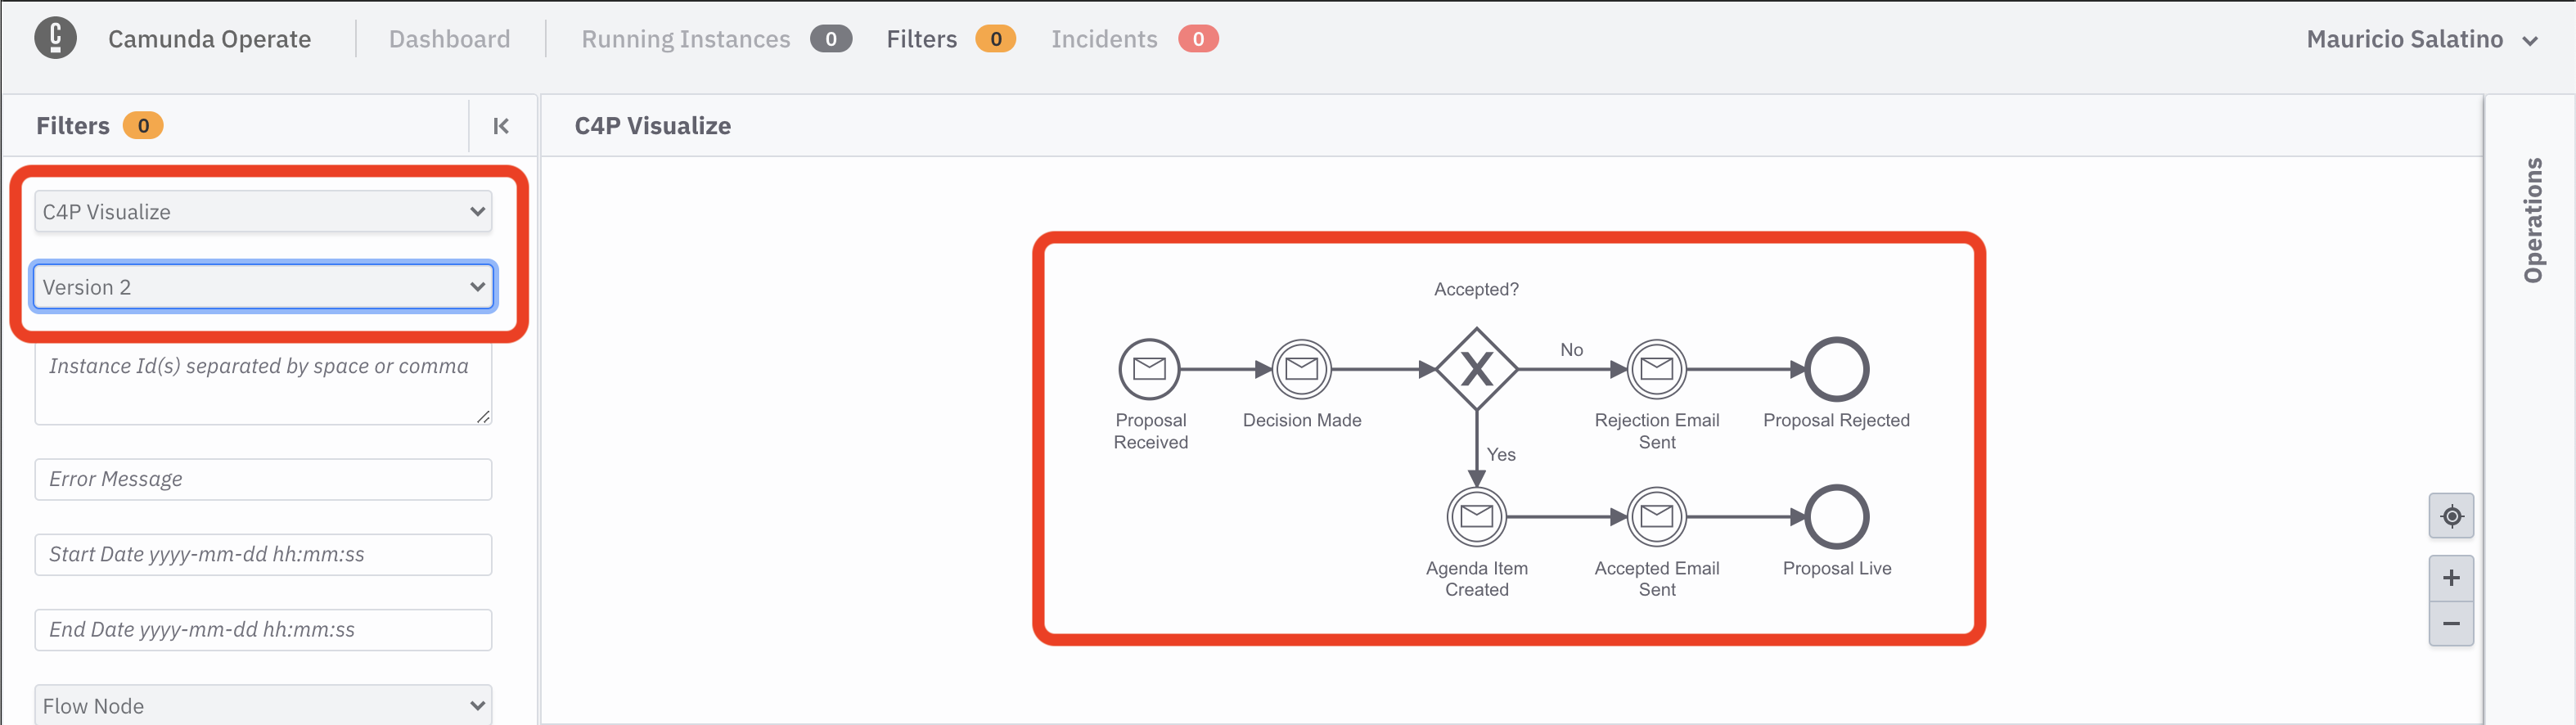 Camunda Operate
Dashboard
Running Instances 0
Filters 0
Incidents 0
Mauricio Salatino
Filters 0
C4P Visualize
Version 2
Instance Id(s) separated by space or comma
Error Message
Start Date yyyy-mm-dd hh:mm:ss
End Date yyyy-mm-dd hh:mm:ss
Flow Node
C4P Visualize
Accepted?
No
Proposal
Received
Decision Made
X
Rejection Email
Sent
Proposal Rejected
Yes
Agenda Item
Created
Accepted Email
Sent
Proposal Live
Operations